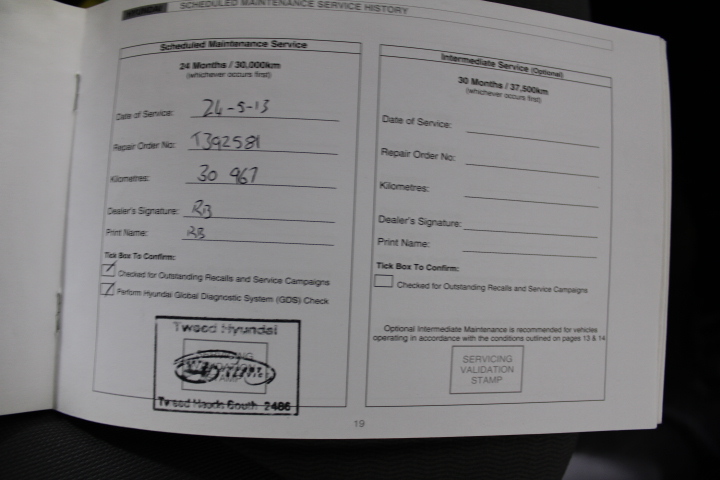 HYUNDAI SCHEDULED MAINTENANCE SERVICE HISTORY
Scheduled Maintenance Service
24 Months / 30,000km
(whichever occurs first)
Date of Service: 24-5-13
Repair Order No: T392581
Kilometres: 30 967
Dealer's Signature: RB
Print Name: RB
Tick Box To Confirm:
Checked for Outstanding Recalls and Service Campaigns
Perform Hyundai Global Diagnostic System (GDS) Check
Tweed Hyundai
Tweed Heads South 2486
Intermediate Service (Optional)
30 Months / 37,500km
(whichever occurs first)
Date of Service:
Repair Order No:
Kilometres:
Dealer's Signature:
Print Name:
Tick Box To Confirm:
Checked for Outstanding Recalls and Service Campaigns
Optional Intermediate Maintenance is recommended for vehicles
operating in accordance with the conditions outlined on pages 13 & 14
SERVICING
VALIDATION
STAMP
19